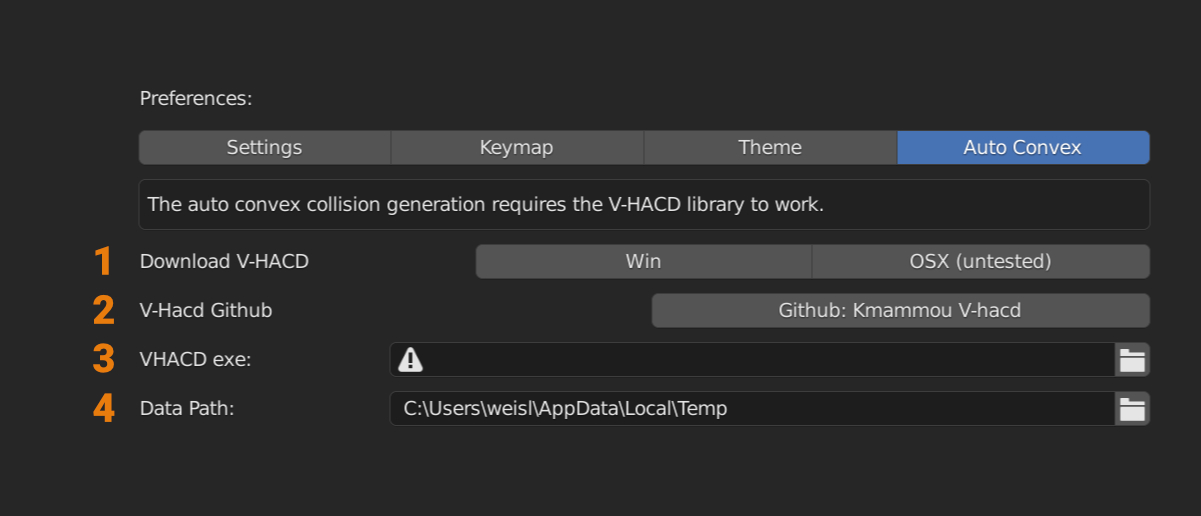 Preferences:
Settings Keymap Theme Auto Convex
The auto convex collision generation requires the V-HACD library to work.
1 Download V-HACD Win OSX (untested)
2 V-Hacd Github Github: Kmammou V-hacd
3 VHACD exe:
4 Data Path: C:\Users\weisl\AppData\Local\Temp